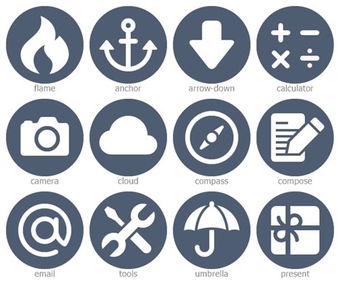 flame anchor arrow-down calculator
camera cloud compass compose
email tools umbrella present